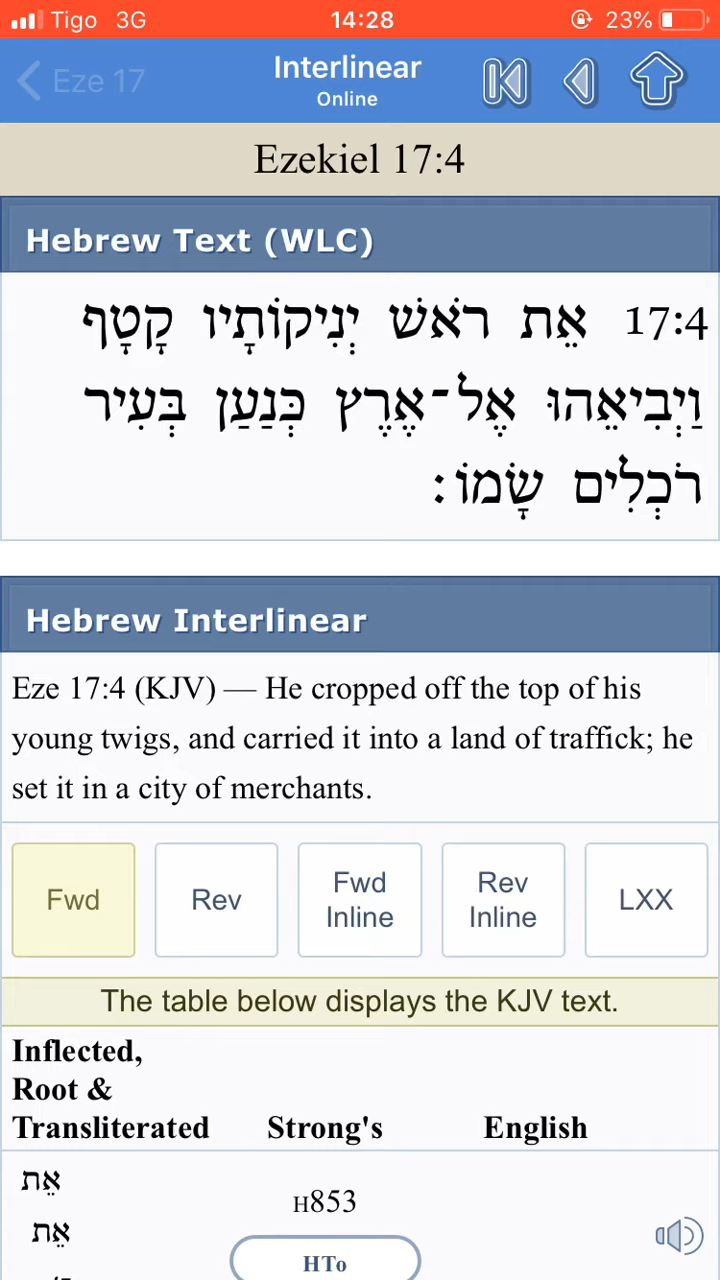 Tigo 3G 14:28 23%
Eze 17 Interlinear
Online
Ezekiel 17:4
Hebrew Text (WLC)
17:4 אֵת רֹאשׁ יְנִיקוֹתָיו קָטָף
וַיְבִיאֵהוּ אֶל־אֶרֶץ כְּנַעַן בְּעִיר
רֹכְלִים שָׂמוֹ׃
Hebrew Interlinear
Eze 17:4 (KJV) — He cropped off the top of his
young twigs, and carried it into a land of traffick; he
set it in a city of merchants.
Fwd Rev Fwd Inline Rev Inline LXX
The table below displays the KJV text.
Inflected,
Root &
Transliterated Strong's English
אֵת
H853
אֵת
HTo